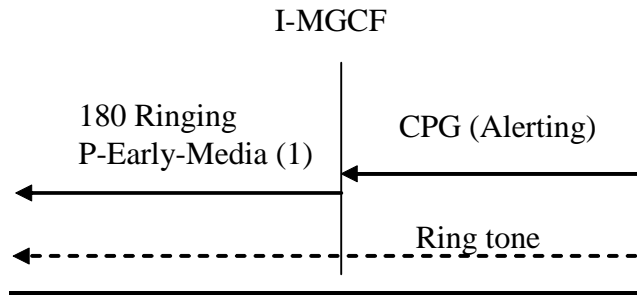 I-MGCF
180 Ringing
P-Early-Media (1)
CPG (Alerting)
Ring tone